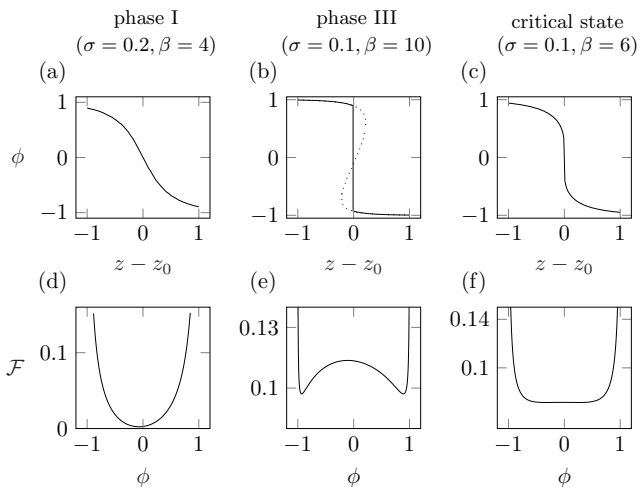 phase I phase III critical state
(σ = 0.2, β = 4) (σ = 0.1, β = 10) (σ = 0.1, β = 6)
(a) (b) (c)
1 1 1
ϕ 0 0 0
−1 −1 −1
−1 0 1 −1 0 1 −1 0 1
z − z₀ z − z₀ z − z₀
(d) (e) (f)
0.13 0.14
0.1 0.1
ℱ 0.1
0
−1 0 1 −1 0 1 −1 0 1
ϕ ϕ ϕ